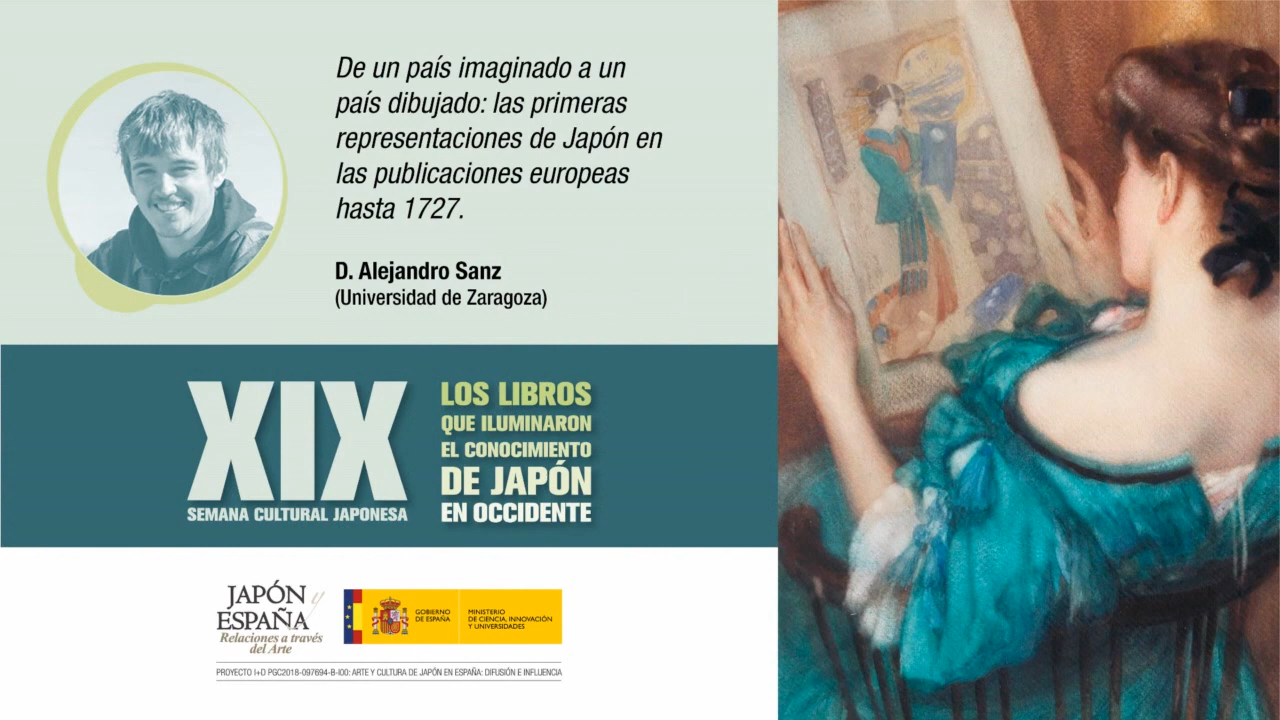 De un país imaginado a un
país dibujado: las primeras
representaciones de Japón en
las publicaciones europeas
hasta 1727.
D. Alejandro Sanz
(Universidad de Zaragoza)
XIX
SEMANA CULTURAL JAPONESA
LOS LIBROS
QUE ILUMINARON
EL CONOCIMIENTO
DE JAPÓN
EN OCCIDENTE
JAPÓN y
ESPAÑA
Relaciones a través
del Arte
GOBIERNO
DE ESPAÑA
MINISTERIO
DE CIENCIA, INNOVACIÓN
Y UNIVERSIDADES
PROYECTO I+D PGC2018-097694-B-I00: ARTE Y CULTURA DE JAPÓN EN ESPAÑA: DIFUSIÓN E INFLUENCIA